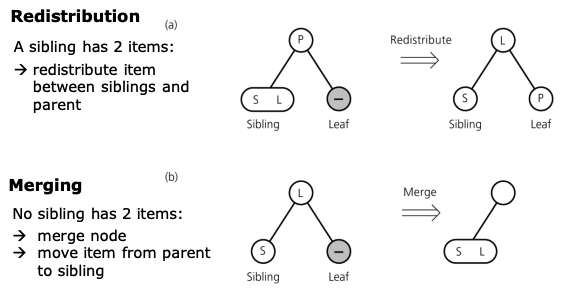 Redistribution
(a)
A sibling has 2 items:
→ redistribute item
between siblings and
parent
P
S L
–
Sibling
Leaf
Redistribute
L
S
P
Sibling
Leaf
Merging
(b)
No sibling has 2 items:
→ merge node
→ move item from parent
to sibling
L
S
–
Sibling
Leaf
Merge
S L